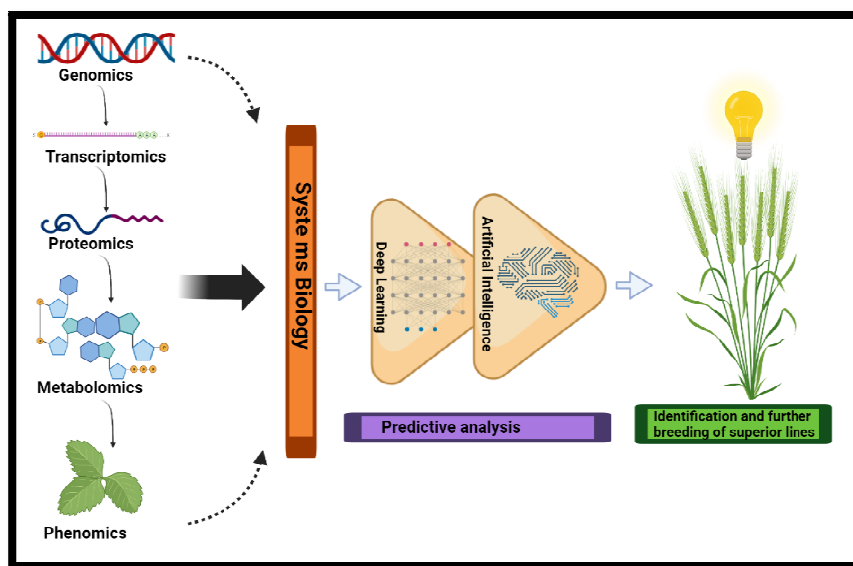 Genomics
Transcriptomics
Proteomics
Metabolomics
Phenomics
Syste ms Biology
Deep Learning
Artificial Intelligence
Predictive analysis
Identification and further
breeding of superior lines